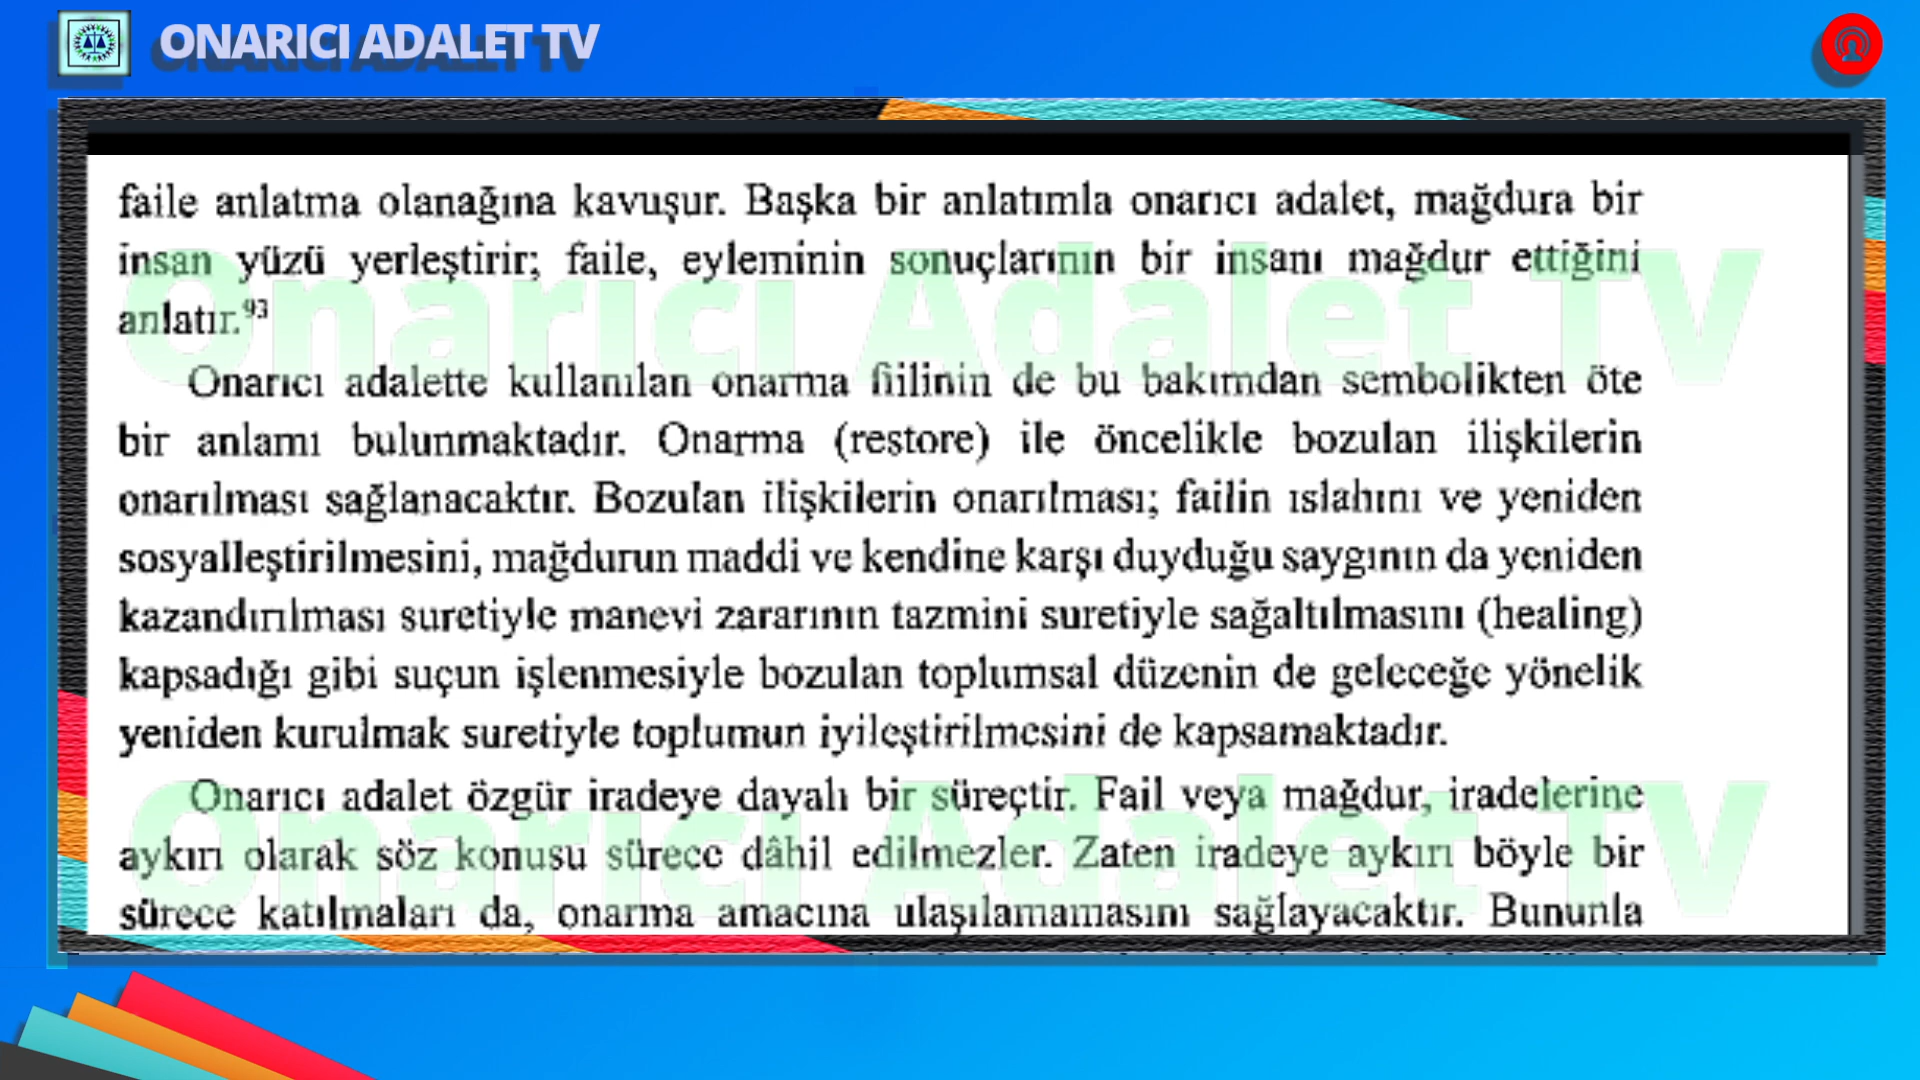 ONARICI ADALET TV
faile anlatma olanağına kavuşur. Başka bir anlatımla onarıcı adalet, mağdura bir
insan yüzü yerleştirir; faile, eyleminin sonuçlarının bir insanı mağdur ettiğini
anlatır.93
Onarıcı Adalet TV
Onarıcı adalette kullanılan onarma fiilinin de bu bakımdan sembolikten öte
bir anlamı bulunmaktadır. Onarma (restore) ile öncelikle bozulan ilişkilerin
onarılması sağlanacaktır. Bozulan ilişkilerin onarılması; failin ıslahını ve yeniden
sosyalleştirilmesini, mağdurun maddi ve kendine karşı duyduğu saygının da yeniden
kazandırılması suretiyle manevi zararının tazmini suretiyle sağaltılmasını (healing)
kapsadığı gibi suçun işlenmesiyle bozulan toplumsal düzenin de geleceğe yönelik
yeniden kurulmak suretiyle toplumun iyileştirilmesini de kapsamaktadır.
Onarıcı adalet özgür iradeye dayalı bir süreçtir. Fail veya mağdur, iradelerine
Onarıcı Adalet TV
aykırı olarak söz konusu sürece dâhil edilmezler. Zaten iradeye aykırı böyle bir
sürece katılmaları da, onarma amacına ulaşılamamasını sağlayacaktır. Bununla